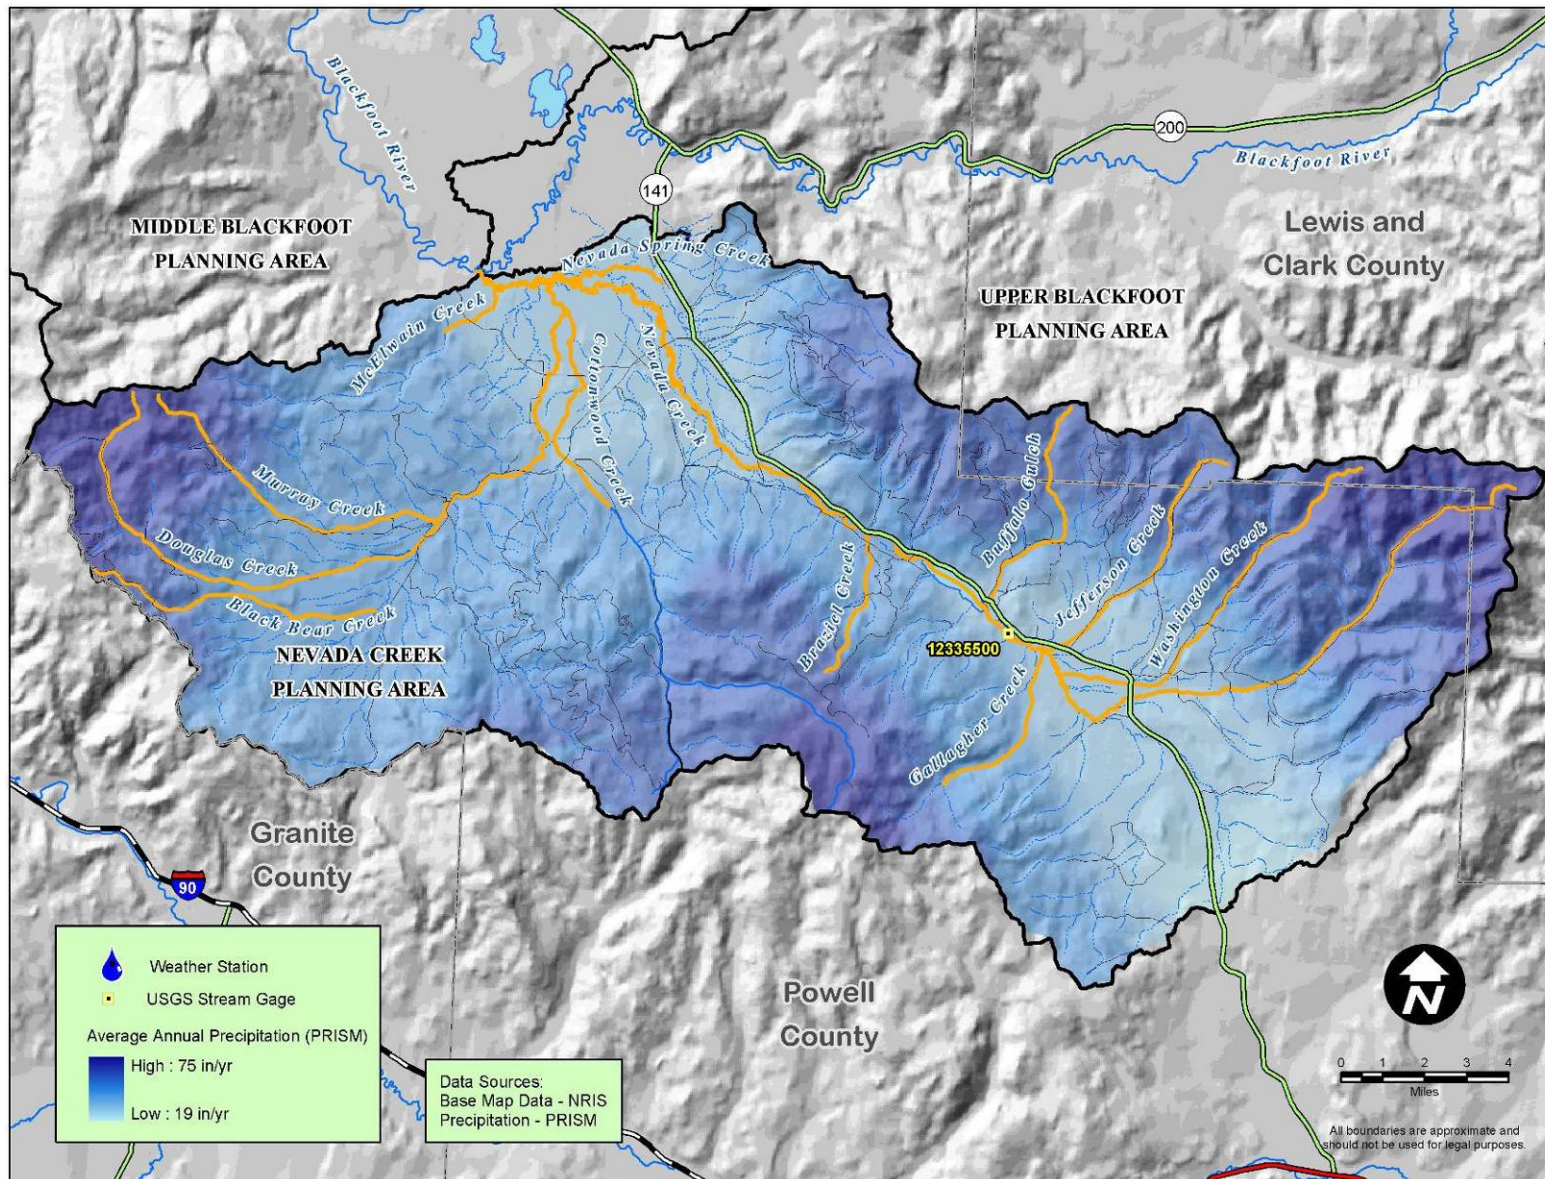 Blackfoot River
200
Blackfoot River
141
MIDDLE BLACKFOOT
PLANNING AREA
Lewis and
Clark County
Nevada Spring Creek
UPPER BLACKFOOT
PLANNING AREA
McElwain Creek
Cottonwood Creek
Nevada Creek
Murray Creek
Buffalo Gulch
Douglas Creek
Jefferson Creek
Washington Creek
Braziel Creek
Black Bear Creek
12335500
NEVADA CREEK
PLANNING AREA
Gallagher Creek
Granite
County
90
Powell
County
N
Weather Station
USGS Stream Gage
Average Annual Precipitation (PRISM)
High : 75 in/yr
Low : 19 in/yr
Data Sources:
Base Map Data - NRIS
Precipitation - PRISM
0 1 2 3 4
Miles
All boundaries are approximate and
should not be used for legal purposes.